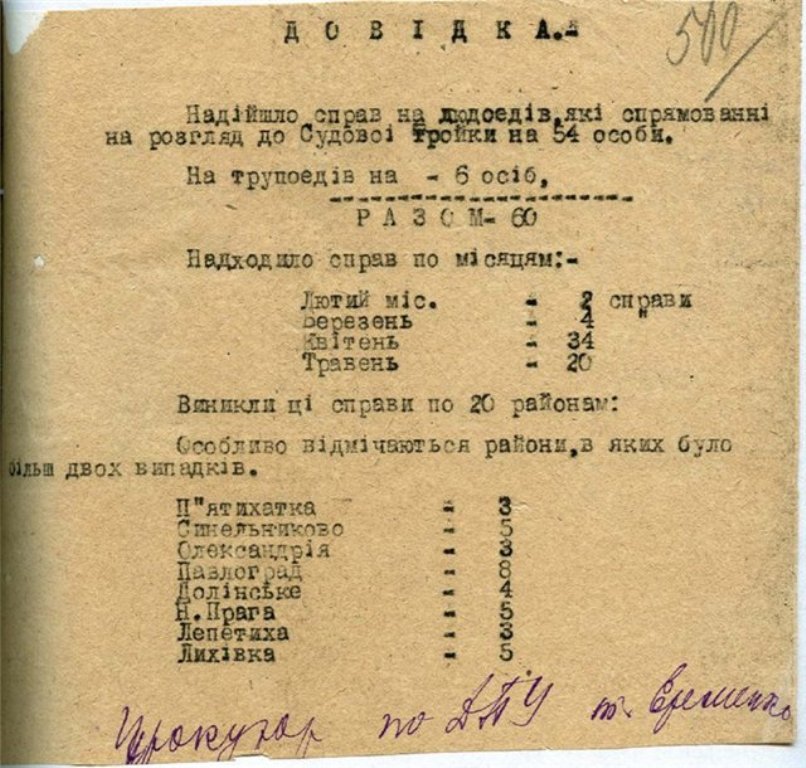 Д О В І Д К А.-
500/
Надійшло справ на людоедів,які спрямованні
на розгляд до Судової тройки на 54 особи.
На трупоедів на - 6 осіб,
-----------------------
Р А З О М- 60
Надходило справ по місяцям:-
Лютий міс. - 2 справи
Березень - 4 "
Квітень - 34
Травень - 20
Виникли ці справи по 20 районам:
Особливо відмічаються райони,в яких було
більш двох випадків.
П"ятихатка - 3
Синельниково - 5
Олександрія - 3
Павлоград - 8
Долінське - 4
Н.Прага - 5
Лепетиха - 3
Лихівка - 5
Прокурор по ДПУ т. Еременко